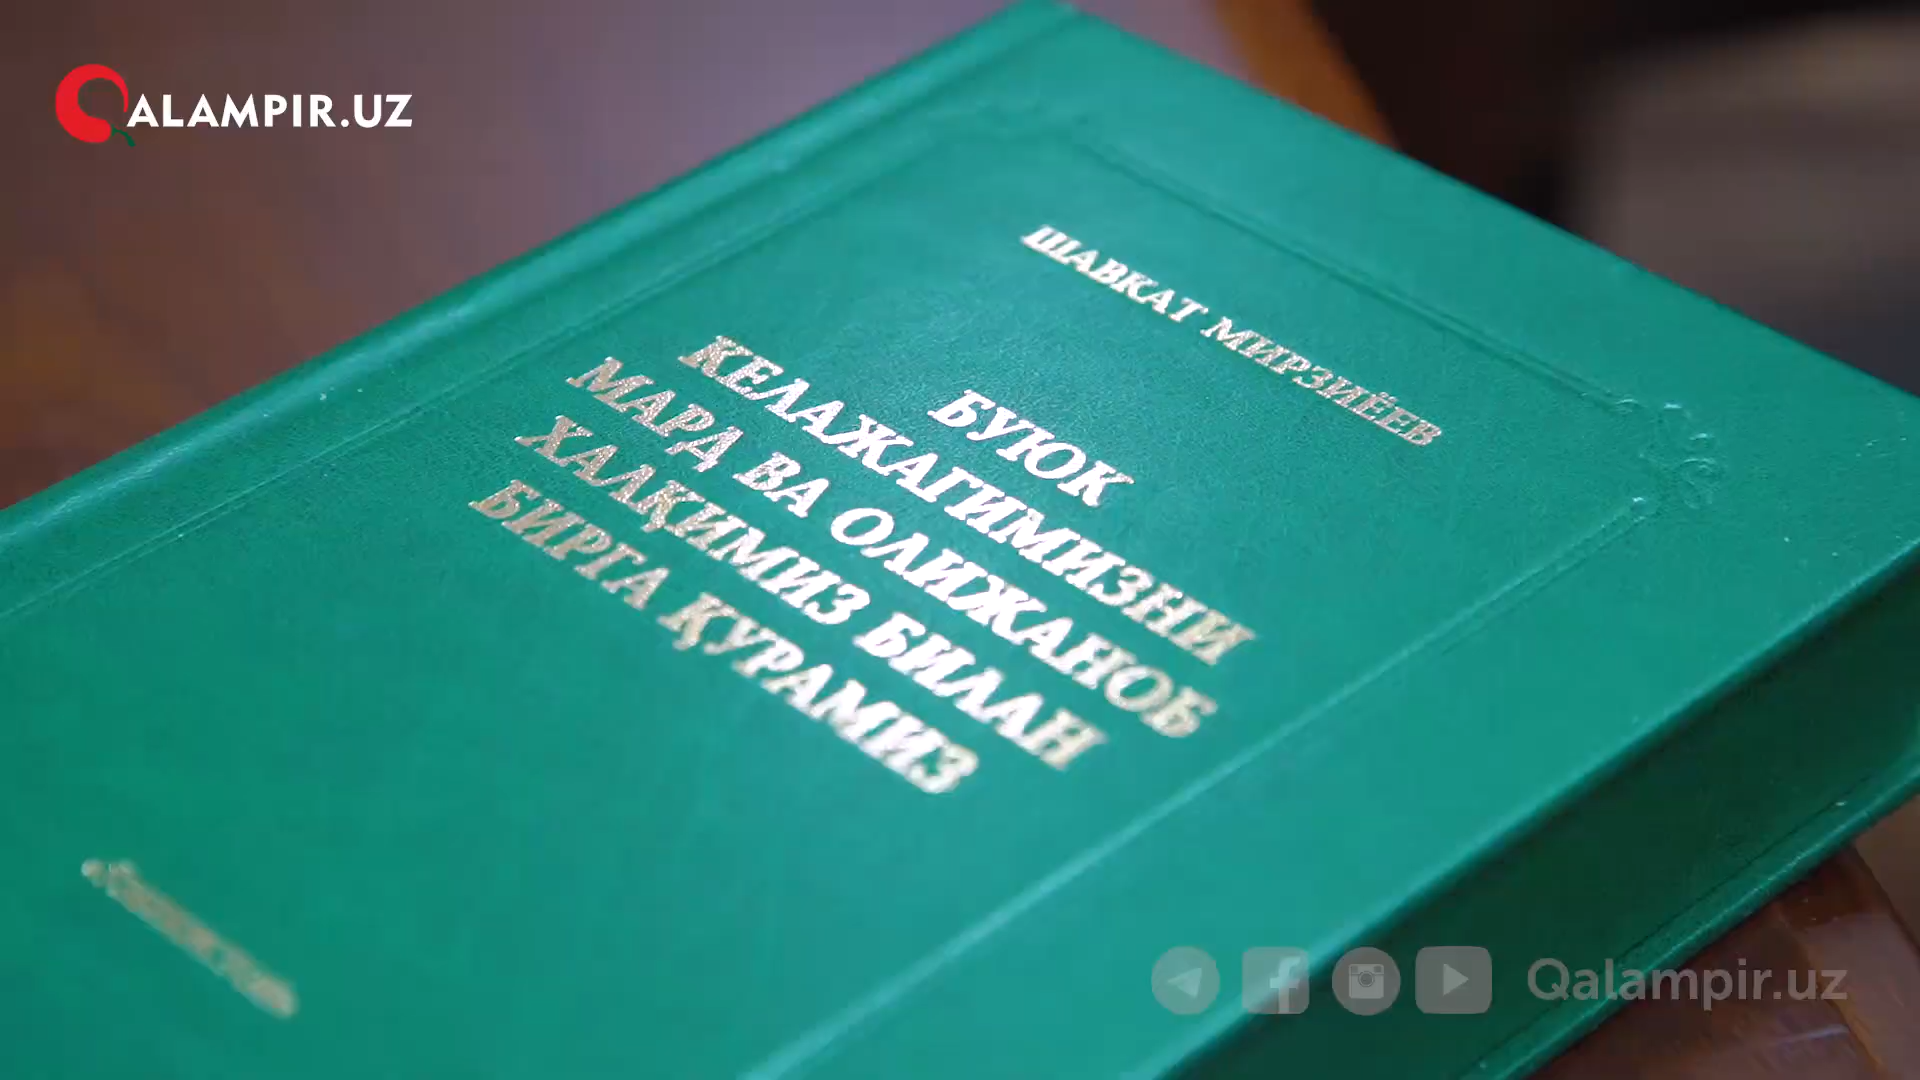 QALAMPIR.UZ
ШАВКАТ МИРЗИЁЕВ
БУЮК
КЕЛАЖАГИМИЗНИ
МАРД ВА ОЛИЖАНОБ
ХАЛҚИМИЗ БИЛАН
БИРГА ҚУРАМИЗ
Qalampir.uz